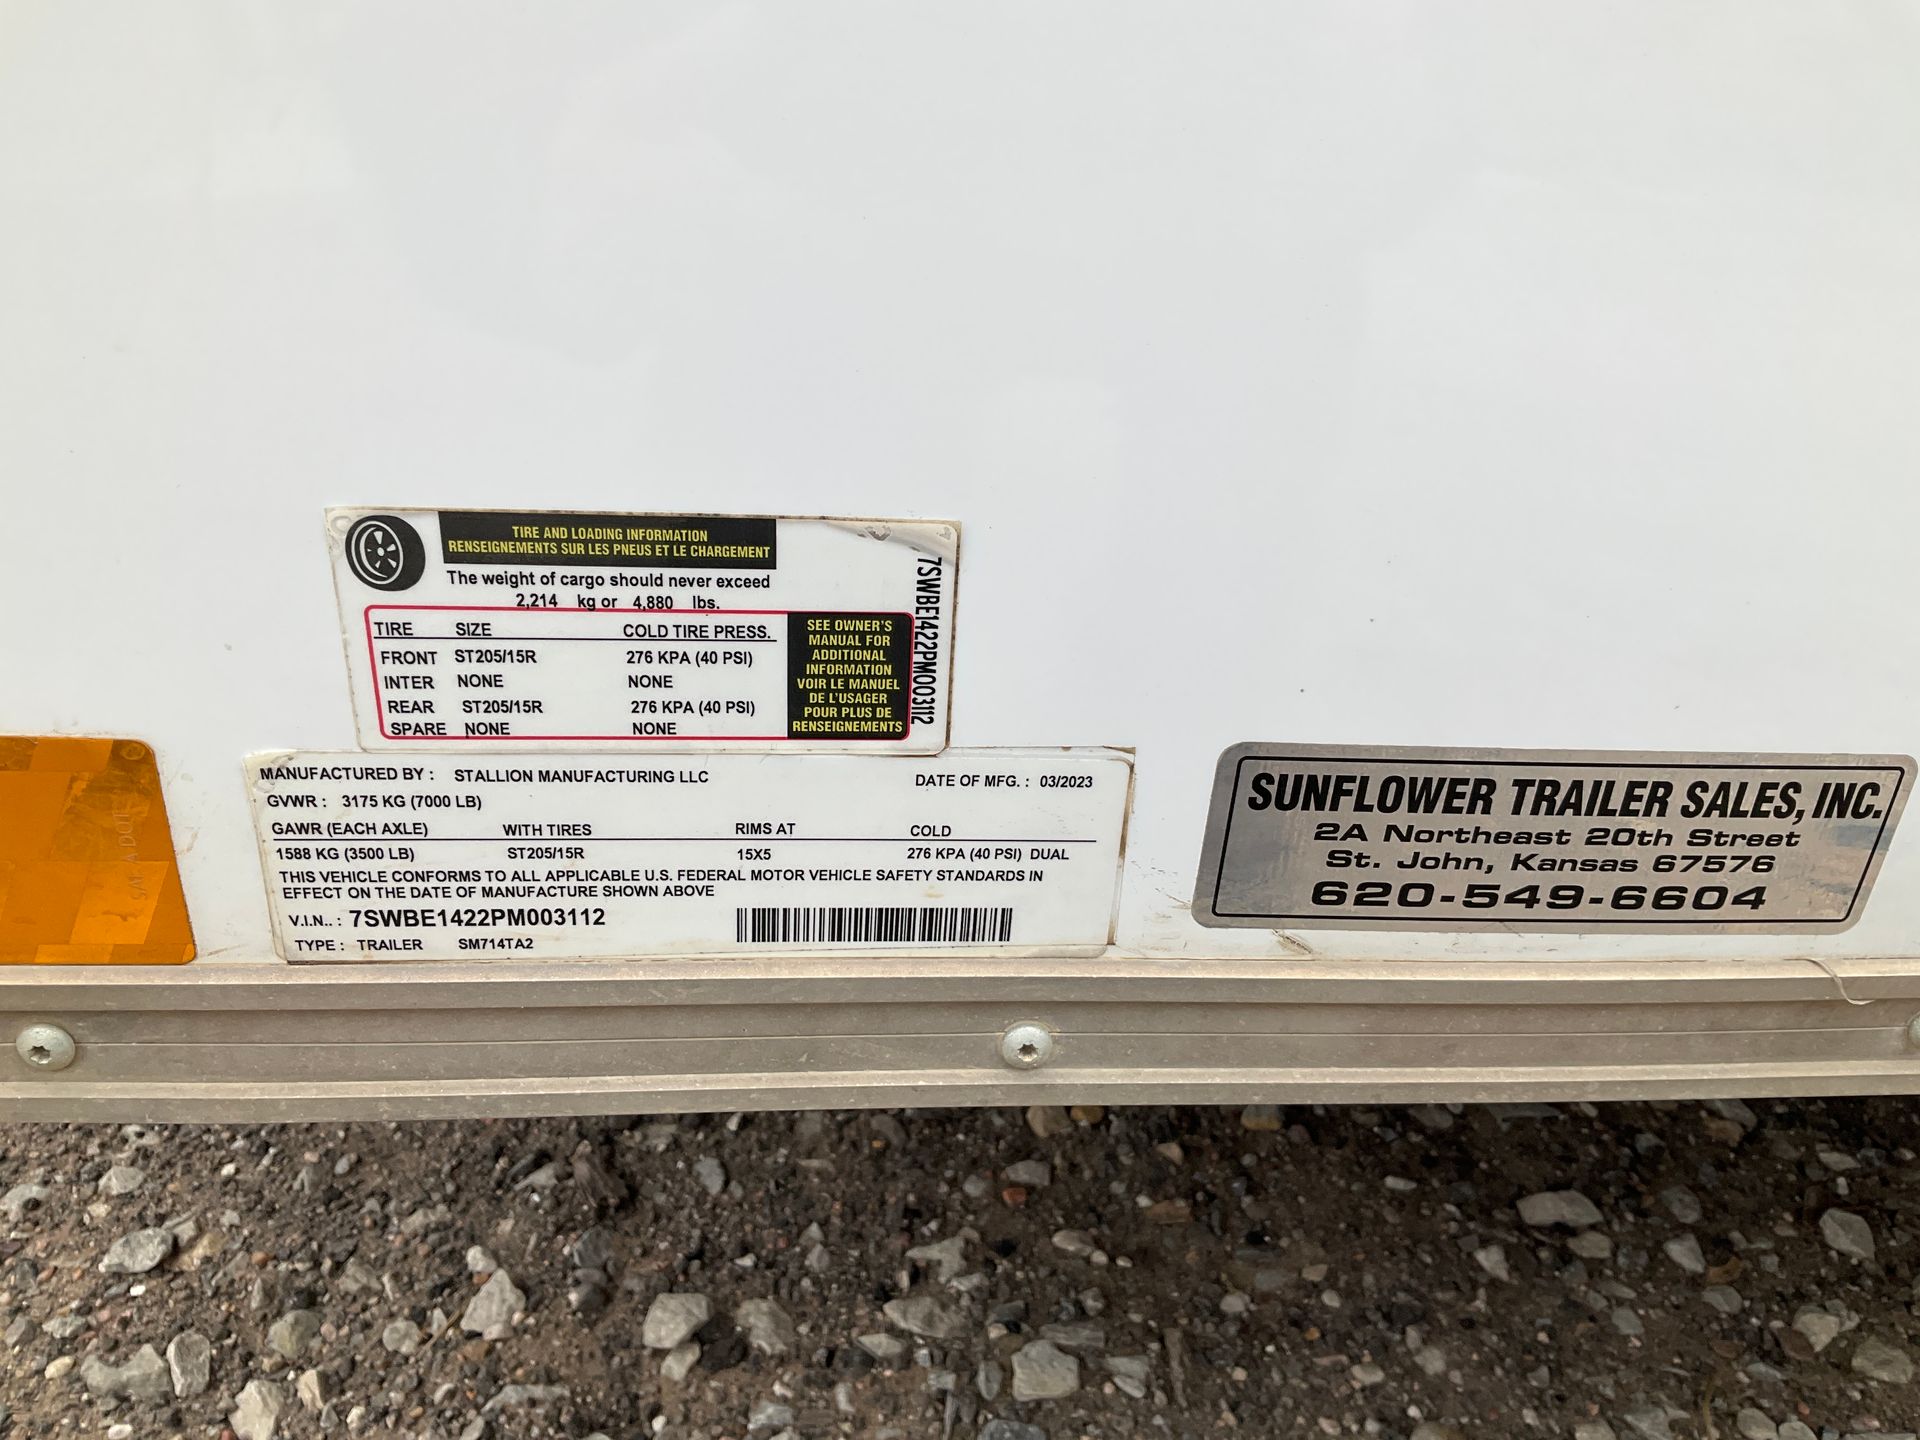 TIRE AND LOADING INFORMATION
RENSEIGNEMENTS SUR LES PNEUS ET LE CHARGEMENT
The weight of cargo should never exceed
2,214 kg or 4,880 lbs.
TIRE SIZE COLD TIRE PRESS.
FRONT ST205/15R 276 KPA (40 PSI)
INTER NONE NONE
REAR ST205/15R 276 KPA (40 PSI)
SPARE NONE NONE
SEE OWNER'S
MANUAL FOR
ADDITIONAL
INFORMATION
VOIR LE MANUEL
DE L'USAGER
POUR PLUS DE
RENSEIGNEMENTS
7SWBE1422PM003112
MANUFACTURED BY : STALLION MANUFACTURING LLC DATE OF MFG. : 03/2023
GVWR : 3175 KG (7000 LB)
GAWR (EACH AXLE) WITH TIRES RIMS AT COLD
1588 KG (3500 LB) ST205/15R 15X5 276 KPA (40 PSI) DUAL
THIS VEHICLE CONFORMS TO ALL APPLICABLE U.S. FEDERAL MOTOR VEHICLE SAFETY STANDARDS IN
EFFECT ON THE DATE OF MANUFACTURE SHOWN ABOVE
V.I.N.. : 7SWBE1422PM003112
TYPE : TRAILER SM714TA2
SUNFLOWER TRAILER SALES, INC.
2A Northeast 20th Street
St. John, Kansas 67576
620-549-6604